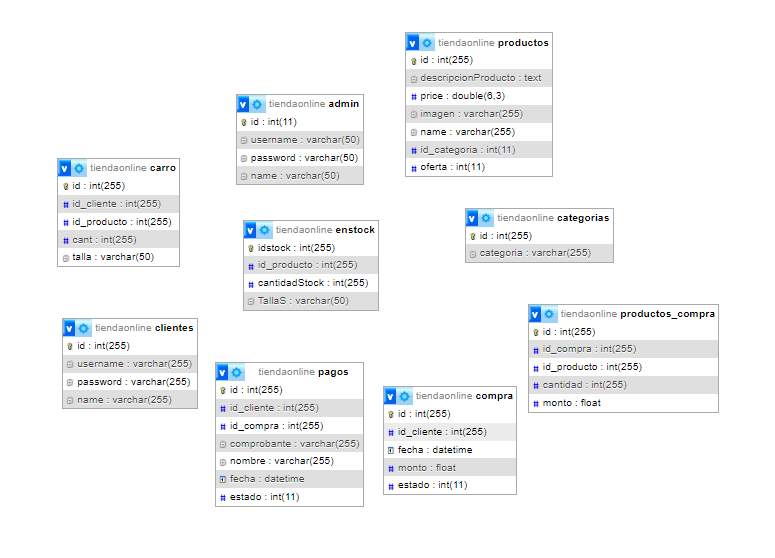 tiendaonline productos
id : int(255)
descripcionProducto : text
price : double(6,3)
imagen : varchar(255)
name : varchar(255)
id_categoria : int(11)
oferta : int(11)
tiendaonline admin
id : int(11)
username : varchar(50)
password : varchar(50)
name : varchar(50)
tiendaonline carro
id : int(255)
id_cliente : int(255)
id_producto : int(255)
cant : int(255)
talla : varchar(50)
tiendaonline enstock
idstock : int(255)
id_producto : int(255)
cantidadStock : int(255)
TallaS : varchar(50)
tiendaonline categorias
id : int(255)
categoria : varchar(255)
tiendaonline clientes
id : int(255)
username : varchar(255)
password : varchar(255)
name : varchar(255)
tiendaonline pagos
id : int(255)
id_cliente : int(255)
id_compra : int(255)
comprobante : varchar(255)
nombre : varchar(255)
fecha : datetime
estado : int(11)
tiendaonline compra
id : int(255)
id_cliente : int(255)
fecha : datetime
monto : float
estado : int(11)
tiendaonline productos_compra
id : int(255)
id_compra : int(255)
id_producto : int(255)
cantidad : int(255)
monto : float